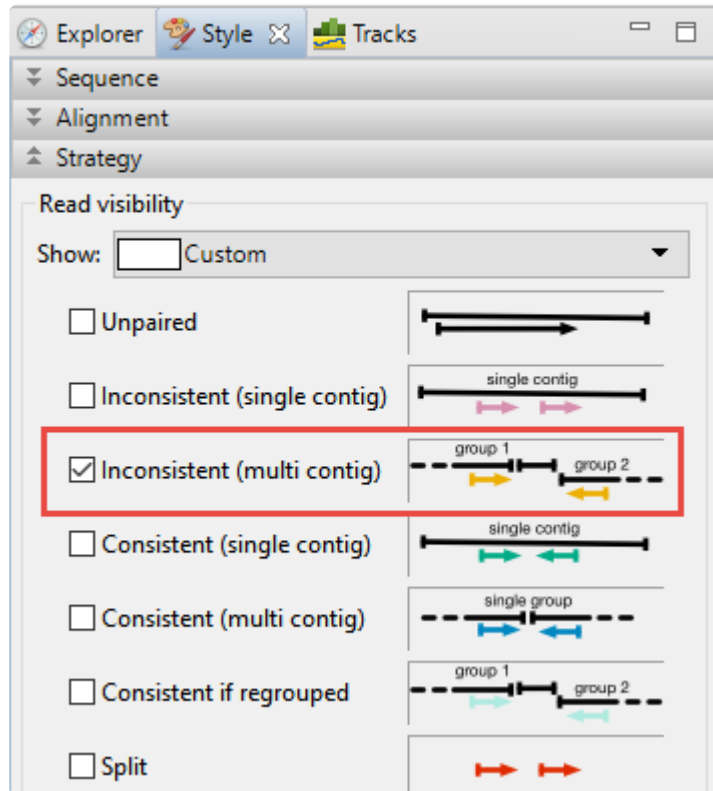 Explorer Style Tracks
Sequence
Alignment
Strategy
Read visibility
Show: Custom
Unpaired
Inconsistent (single contig) single contig
Inconsistent (multi contig) group 1 group 2
Consistent (single contig) single contig
Consistent (multi contig) single group
Consistent if regrouped group 1 group 2
Split